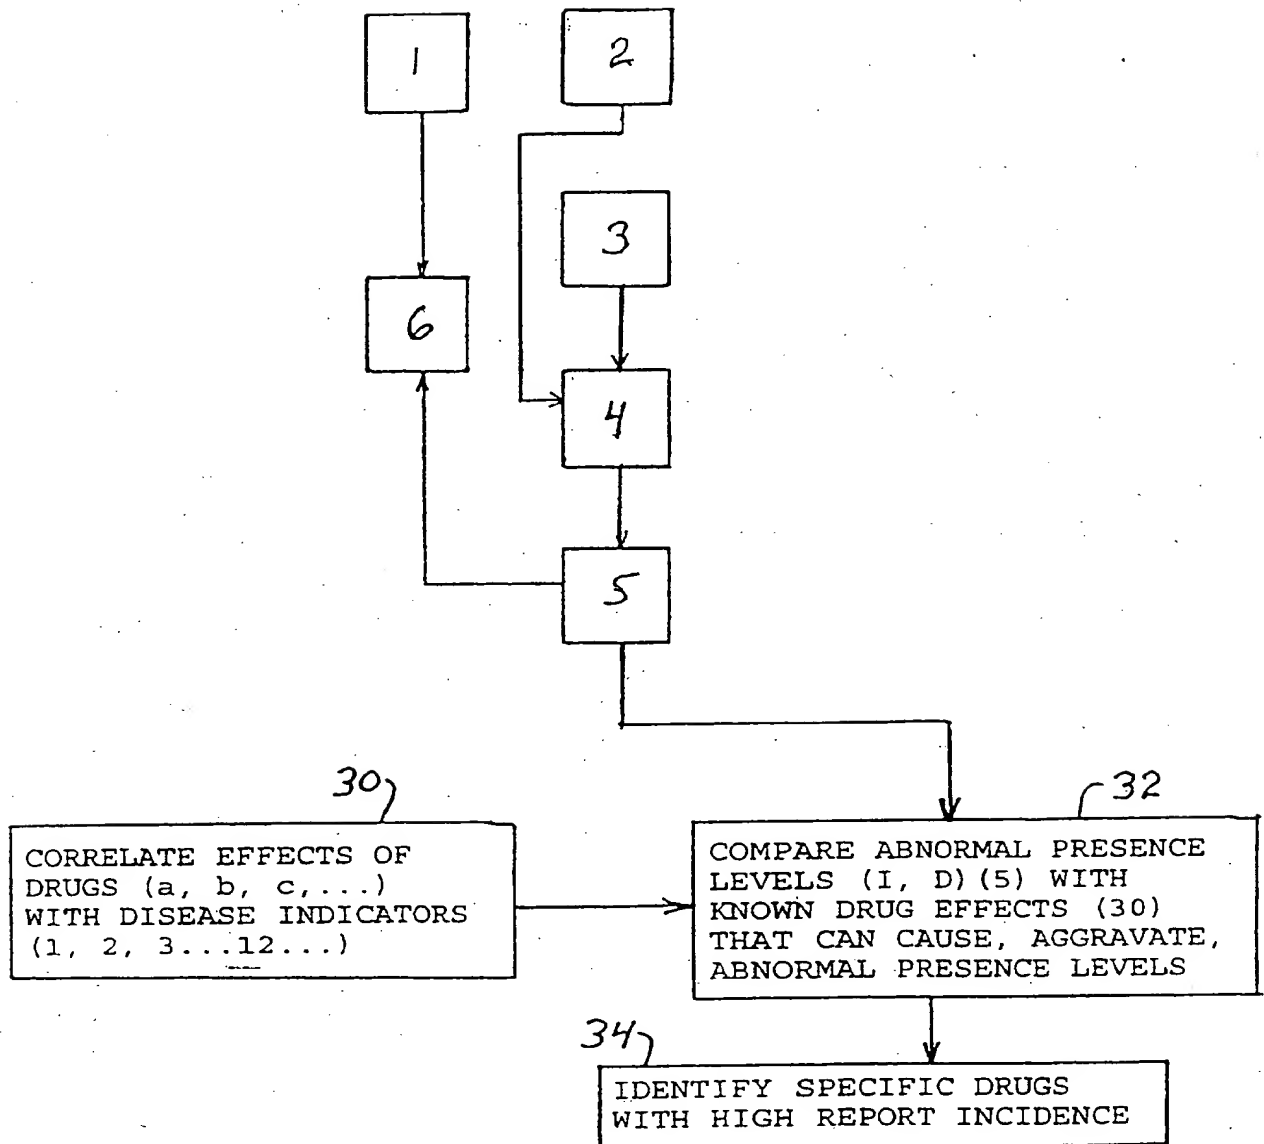 1
2
3
6
4
5
30
CORRELATE EFFECTS OF
DRUGS (a, b, c,...)
WITH DISEASE INDICATORS
(1, 2, 3...12...)
32
COMPARE ABNORMAL PRESENCE
LEVELS (I, D)(5) WITH
KNOWN DRUG EFFECTS (30)
THAT CAN CAUSE, AGGRAVATE,
ABNORMAL PRESENCE LEVELS
34
IDENTIFY SPECIFIC DRUGS
WITH HIGH REPORT INCIDENCE